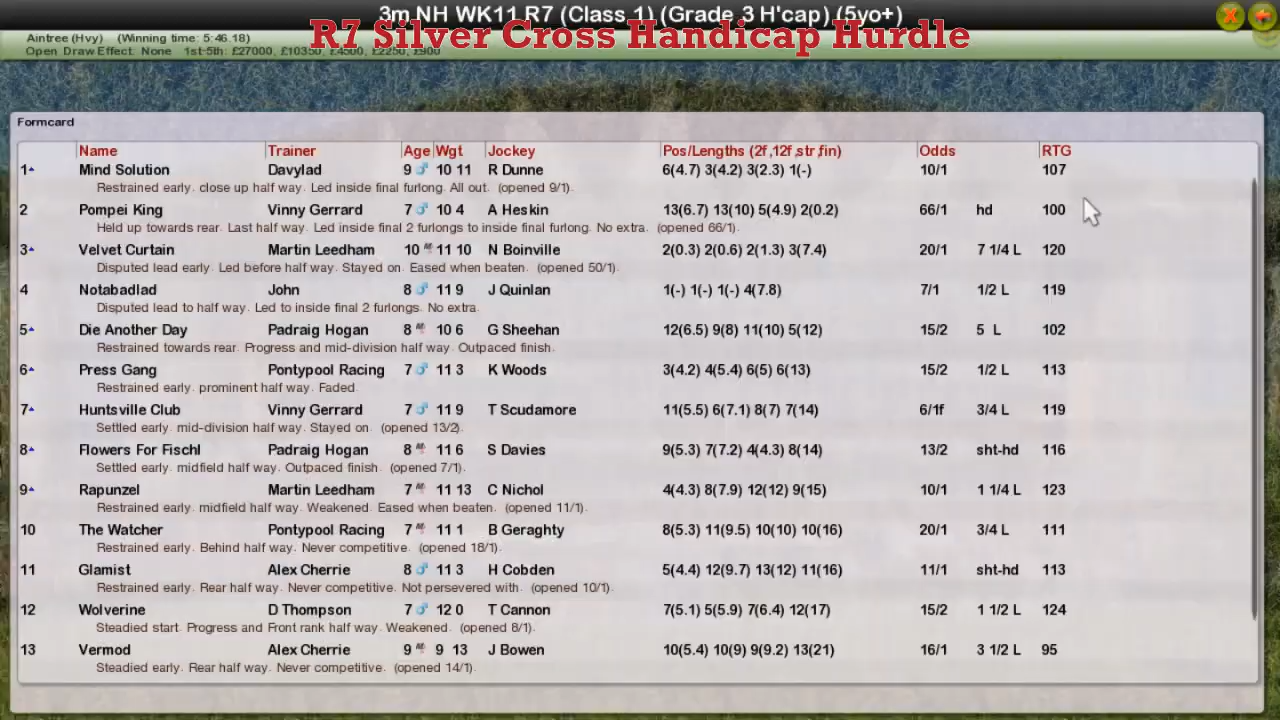 3m NH WK11 R7 (Class 1) (Grade 3 H'cap) (5yo+)
R7 Silver Cross Handicap Hurdle
Aintree (Hvy) (Winning time: 5:46.18)
Open Draw Effect: None 1st-5th: £27000, £10350, £4500, £2250, £900
Formcard
Name Trainer Age Wgt Jockey Pos/Lengths (2f,12f,str,fin) Odds RTG
1 Mind Solution Davylad 9 10 11 R Dunne 6(4.7) 3(4.2) 3(2.3) 1(-) 10/1 107
Restrained early. close up half way. Led inside final furlong. All out. (opened 9/1).
2 Pompei King Vinny Gerrard 7 10 4 A Heskin 13(6.7) 13(10) 5(4.9) 2(0.2) 66/1 hd 100
Held up towards rear. Last half way. Led inside final 2 furlongs to inside final furlong. No extra. (opened 66/1).
3 Velvet Curtain Martin Leedham 10 11 10 N Boinville 2(0.3) 2(0.6) 2(1.3) 3(7.4) 20/1 7 1/4 L 120
Disputed lead early. Led before half way. Stayed on. Eased when beaten. (opened 50/1).
4 Notabadlad John 8 11 9 J Quinlan 1(-) 1(-) 1(-) 4(7.8) 7/1 1/2 L 119
Disputed lead to half way. Led to inside final 2 furlongs. No extra.
5 Die Another Day Padraig Hogan 8 10 6 G Sheehan 12(6.5) 9(8) 11(10) 5(12) 15/2 5 L 102
Restrained towards rear. Progress and mid-division half way. Outpaced finish.
6 Press Gang Pontypool Racing 7 11 3 K Woods 3(4.2) 4(5.4) 6(5) 6(13) 15/2 1/2 L 113
Restrained early. prominent half way. Faded.
7 Huntsville Club Vinny Gerrard 7 11 9 T Scudamore 11(5.5) 6(7.1) 8(7) 7(14) 6/1f 3/4 L 119
Settled early. mid-division half way. Stayed on. (opened 13/2).
8 Flowers For Fischl Padraig Hogan 8 11 6 S Davies 9(5.3) 7(7.2) 4(4.3) 8(14) 13/2 sht-hd 116
Settled early. midfield half way. Outpaced finish. (opened 7/1).
9 Rapunzel Martin Leedham 7 11 13 C Nichol 4(4.3) 8(7.9) 12(12) 9(15) 10/1 1 1/4 L 123
Restrained early. midfield half way. Weakened. Eased when beaten. (opened 11/1).
10 The Watcher Pontypool Racing 7 11 1 B Geraghty 8(5.3) 11(9.5) 10(10) 10(16) 20/1 3/4 L 111
Restrained early. Behind half way. Never competitive. (opened 18/1).
11 Glamist Alex Cherrie 8 11 3 H Cobden 5(4.4) 12(9.7) 13(12) 11(16) 11/1 sht-hd 113
Restrained early. Rear half way. Never competitive. Not persevered with. (opened 10/1).
12 Wolverine D Thompson 7 12 0 T Cannon 7(5.1) 5(5.9) 7(6.4) 12(17) 15/2 1 1/2 L 124
Steadied start. Progress and Front rank half way. Weakened. (opened 8/1).
13 Vermod Alex Cherrie 9 9 13 J Bowen 10(5.4) 10(9) 9(9.2) 13(21) 16/1 3 1/2 L 95
Steadied early. Rear half way. Never competitive. (opened 14/1).